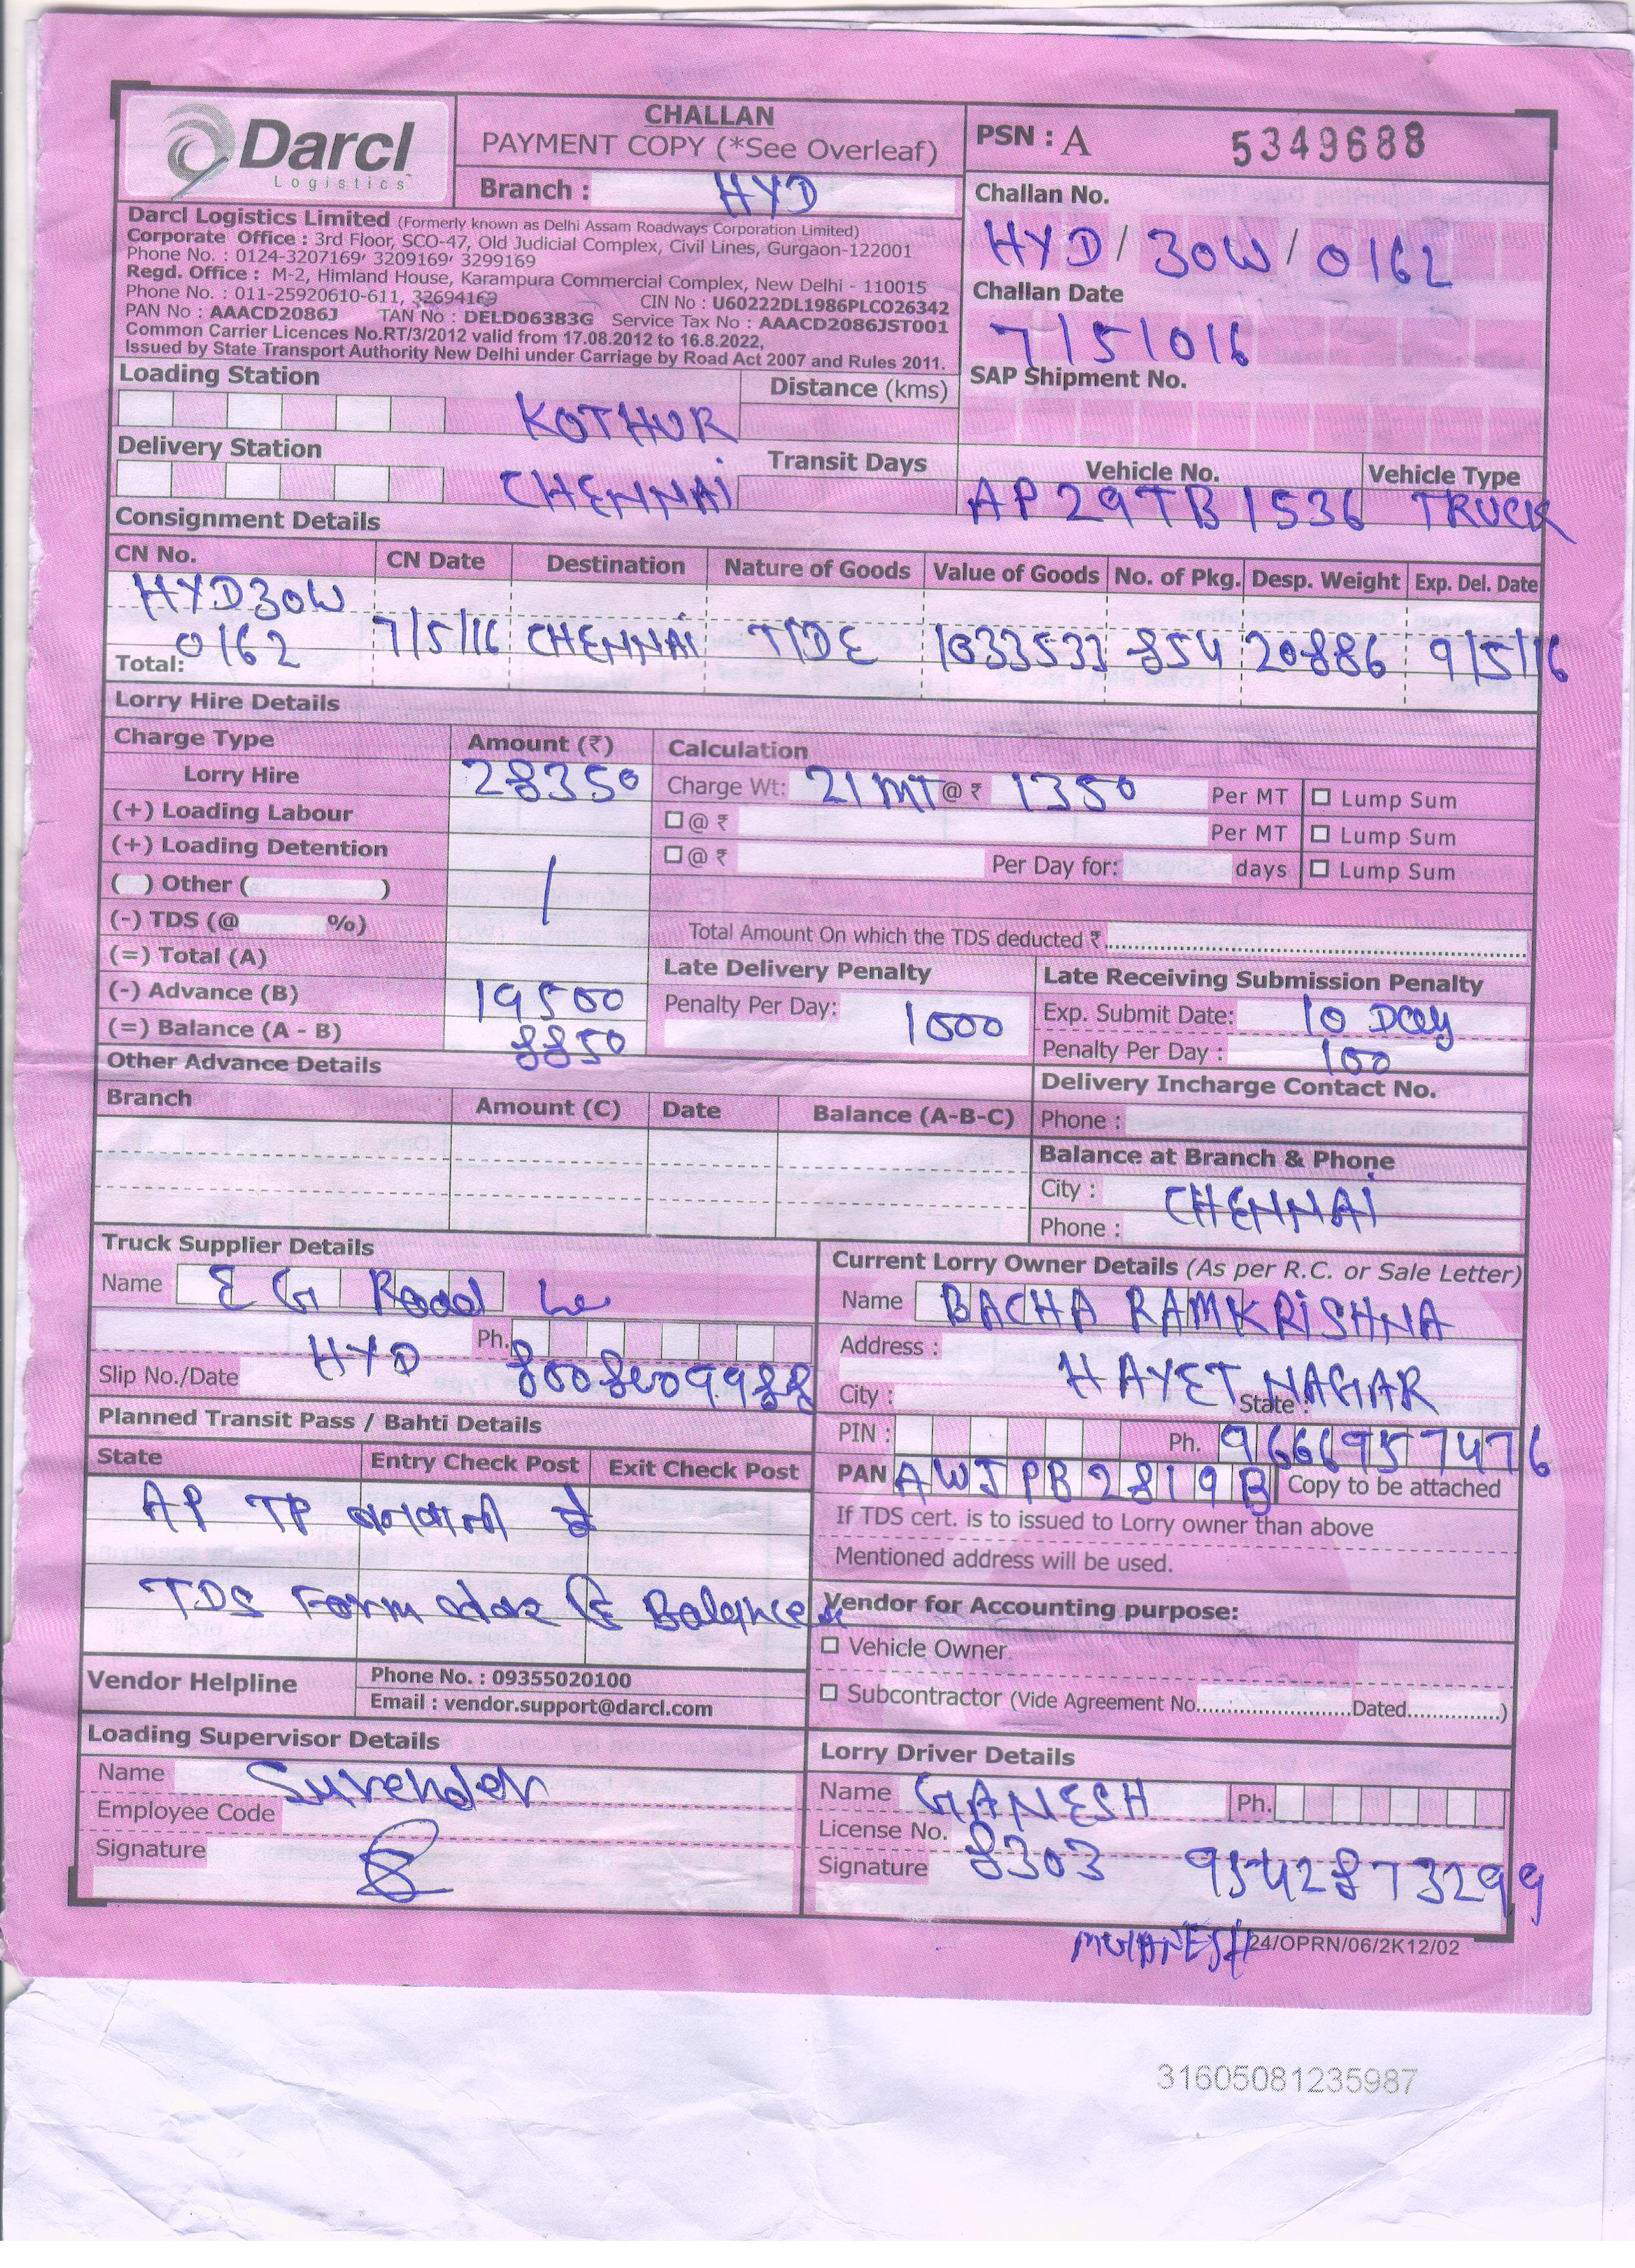 Darcl
Logistics
CHALLAN
PAYMENT COPY (*See Overleaf)
Branch : HYD
PSN : A 5349688
Challan No.
HYD/30W/0162
Challan Date
7/5/016
SAP Shipment No.
Darcl Logistics Limited (Formerly known as Delhi Assam Roadways Corporation Limited)
Corporate Office : 3rd Floor, SCO-47, Old Judicial Complex, Civil Lines, Gurgaon-122001
Phone No. : 0124-3207169, 3209169, 3299169
Regd. Office : M-2, Himland House, Karampura Commercial Complex, New Delhi - 110015
Phone No. : 011-25920610-611, 32694169 CIN No : U60222DL1986PLCO26342
PAN No : AAACD2086J TAN No : DELD06383G Service Tax No : AAACD2086JST001
Common Carrier Licences No.RT/3/2012 valid from 17.08.2012 to 16.8.2022,
Issued by State Transport Authority New Delhi under Carriage by Road Act 2007 and Rules 2011.
Loading Station KOTHUR Distance (kms)
Delivery Station CHENNAi Transit Days
Vehicle No. Vehicle Type
AP29TB1536 TRUCK
Consignment Details
CN No. CN Date Destination Nature of Goods Value of Goods No. of Pkg. Desp. Weight Exp. Del. Date
HYD30W
0162 7/5/16 CHENNAi TIDE 1033533 854 20886 9/5/16
Total:
Lorry Hire Details
Charge Type Amount (₹) Calculation
Lorry Hire 28350 Charge Wt: 21 MT @ ₹ 1350 Per MT Lump Sum
(+) Loading Labour @ ₹ Per MT Lump Sum
(+) Loading Detention @ ₹ Per Day for: days Lump Sum
( ) Other ( )
(-) TDS (@ %) Total Amount On which the TDS deducted ₹
(=) Total (A) Late Delivery Penalty Late Receiving Submission Penalty
(-) Advance (B) 19500 Penalty Per Day: 1000 Exp. Submit Date: 10 Day
(=) Balance (A - B) 8850 Penalty Per Day : 100
Other Advance Details Delivery Incharge Contact No.
Branch Amount (C) Date Balance (A-B-C) Phone :
Balance at Branch & Phone
City : CHENNAi
Phone :
Truck Supplier Details
Name E G Road
HYD Ph.
Slip No./Date
Current Lorry Owner Details (As per R.C. or Sale Letter)
Name BACHA RAMKRiSHNA
Address : HAYET NAGAR
City : State :
PIN : Ph. 9666957476
PAN AWJPB2819B Copy to be attached
If TDS cert. is to issued to Lorry owner than above
Mentioned address will be used.
Planned Transit Pass / Bahti Details
State Entry Check Post Exit Check Post
AP TP बनवानी है
TDS Form Balance
Vendor for Accounting purpose:
Vehicle Owner
Subcontractor (Vide Agreement No. Dated )
Vendor Helpline Phone No. : 09355020100
Email : vendor.support@darcl.com
Loading Supervisor Details
Name Surender
Employee Code
Signature
Lorry Driver Details
Name GANESH Ph.
License No. 8303
Signature
24/OPRN/06/2K12/02
31605081235987